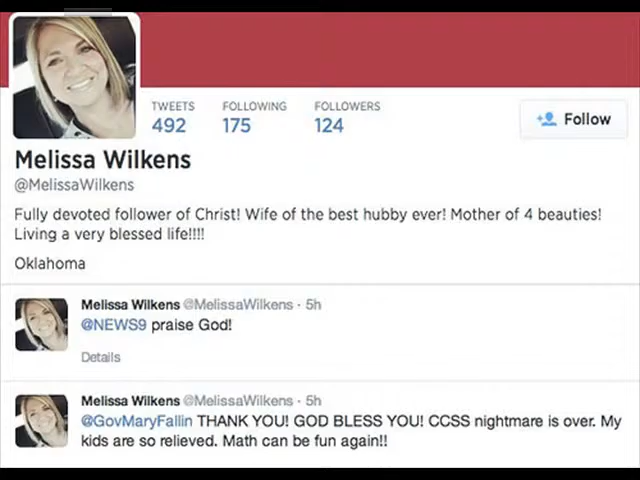 TWEETS FOLLOWING FOLLOWERS
492 175 124
Follow
Melissa Wilkens
@MelissaWilkens
Fully devoted follower of Christ! Wife of the best hubby ever! Mother of 4 beauties!
Living a very blessed life!!!!
Oklahoma
Melissa Wilkens @MelissaWilkens · 5h
@NEWS9 praise God!
Details
Melissa Wilkens @MelissaWilkens · 5h
@GovMaryFallin THANK YOU! GOD BLESS YOU! CCSS nightmare is over. My
kids are so relieved. Math can be fun again!!